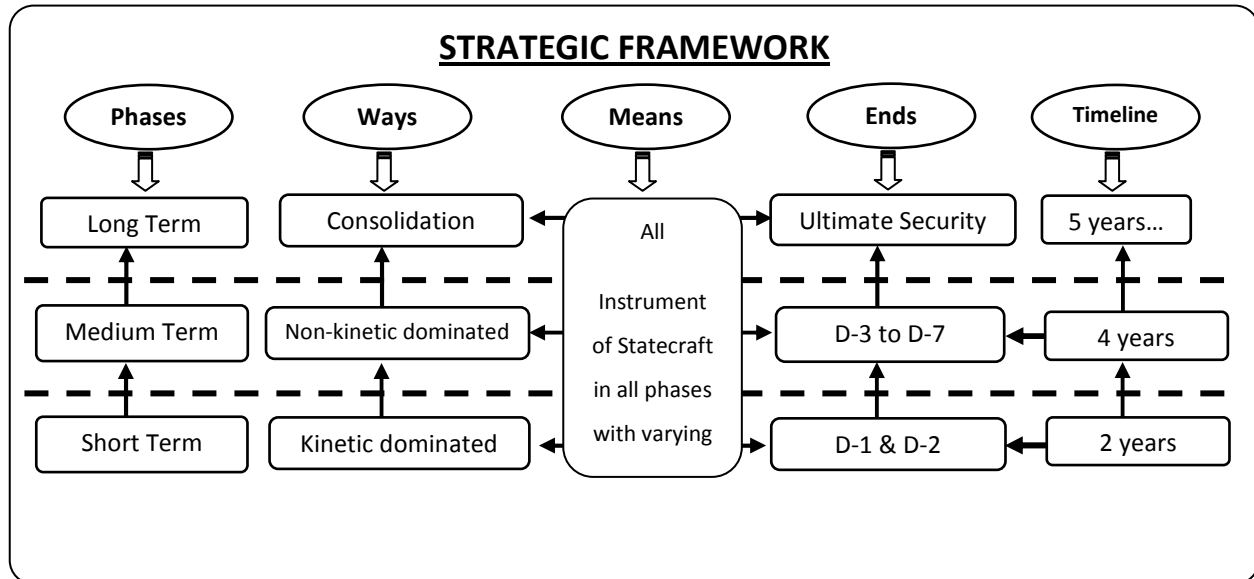 STRATEGIC FRAMEWORK
Phases
Ways
Means
Ends
Timeline
Long Term
Consolidation
All
Ultimate Security
5 years...
Medium Term
Non-kinetic dominated
Instrument
of Statecraft
in all phases
with varying
D-3 to D-7
4 years
Short Term
Kinetic dominated
D-1 & D-2
2 years